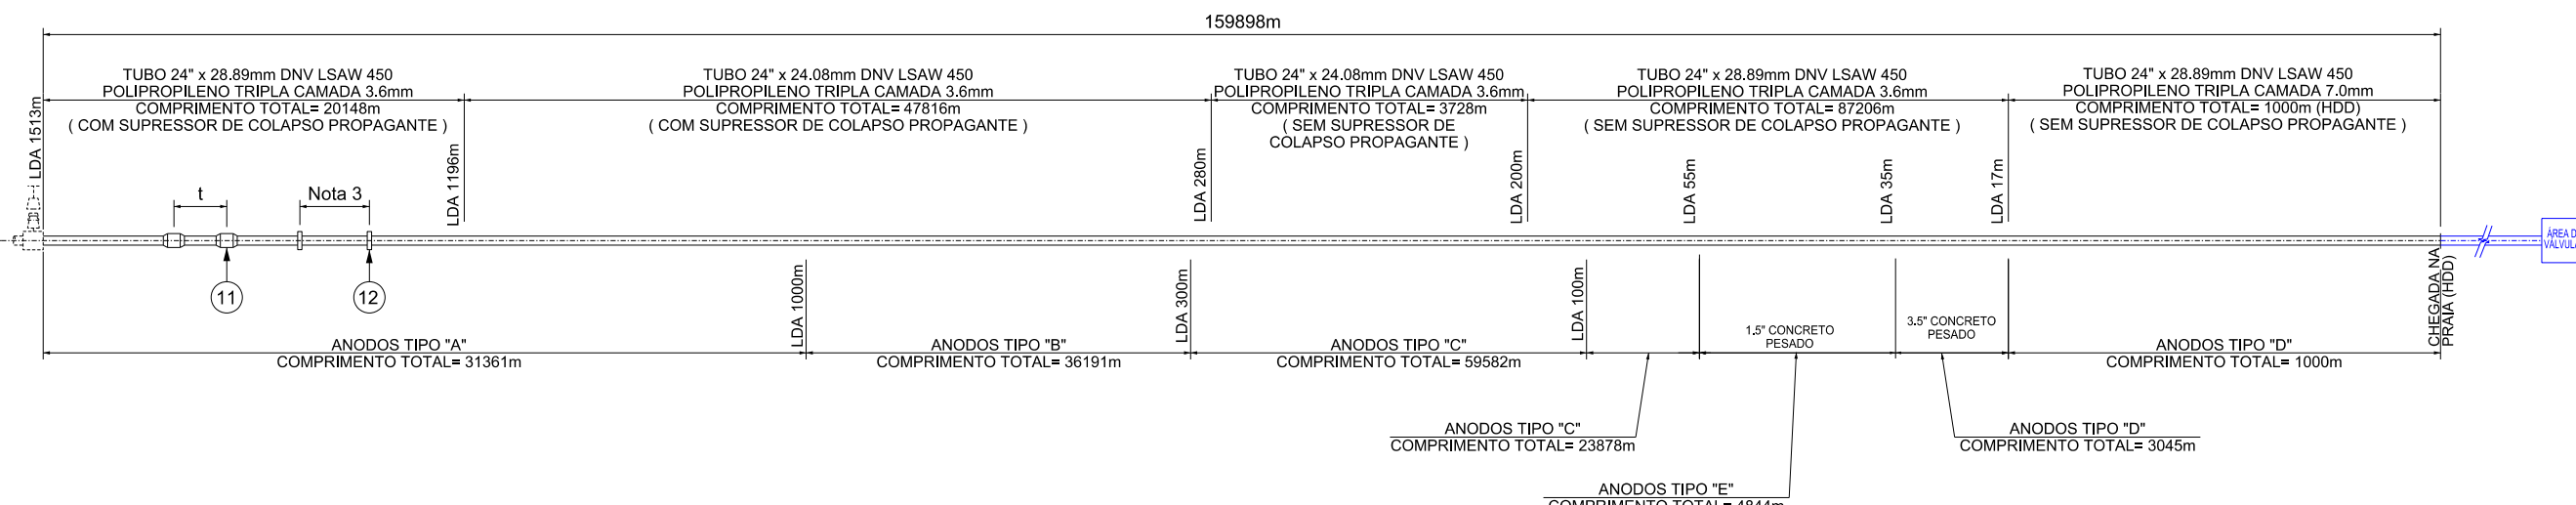 159898m
TUBO 24" x 28.89mm DNV LSAW 450
POLIPROPILENO TRIPLA CAMADA 3.6mm
COMPRIMENTO TOTAL= 20148m
( COM SUPRESSOR DE COLAPSO PROPAGANTE )
TUBO 24" x 24.08mm DNV LSAW 450
POLIPROPILENO TRIPLA CAMADA 3.6mm
COMPRIMENTO TOTAL= 47816m
( COM SUPRESSOR DE COLAPSO PROPAGANTE )
TUBO 24" x 24.08mm DNV LSAW 450
POLIPROPILENO TRIPLA CAMADA 3.6mm
COMPRIMENTO TOTAL= 3728m
( SEM SUPRESSOR DE
COLAPSO PROPAGANTE )
TUBO 24" x 28.89mm DNV LSAW 450
POLIPROPILENO TRIPLA CAMADA 3.6mm
COMPRIMENTO TOTAL= 87206m
( SEM SUPRESSOR DE COLAPSO PROPAGANTE )
TUBO 24" x 28.89mm DNV LSAW 450
POLIPROPILENO TRIPLA CAMADA 7.0mm
COMPRIMENTO TOTAL= 1000m (HDD)
( SEM SUPRESSOR DE COLAPSO PROPAGANTE )
LDA 1513m
LDA 1196m
LDA 280m
LDA 200m
LDA 55m
LDA 35m
LDA 17m
t
Nota 3
11
12
ÁREA D
VÁLVUL
LDA 1000m
LDA 300m
LDA 100m
CHEGADA NA
PRAIA (HDD)
1.5" CONCRETO
PESADO
3.5" CONCRETO
PESADO
ANODOS TIPO "A"
COMPRIMENTO TOTAL= 31361m
ANODOS TIPO "B"
COMPRIMENTO TOTAL= 36191m
ANODOS TIPO "C"
COMPRIMENTO TOTAL= 59582m
ANODOS TIPO "D"
COMPRIMENTO TOTAL= 1000m
ANODOS TIPO "C"
COMPRIMENTO TOTAL= 23878m
ANODOS TIPO "D"
COMPRIMENTO TOTAL= 3045m
ANODOS TIPO "E"
COMPRIMENTO TOTAL= 4844m